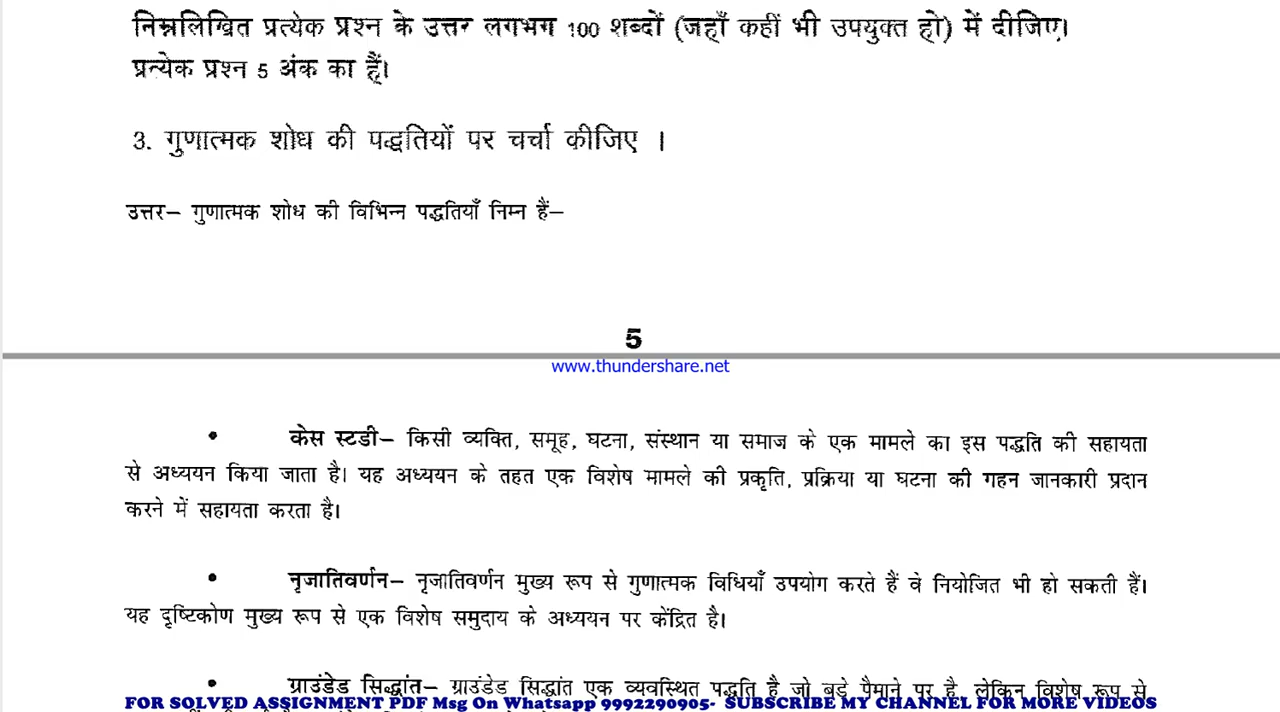 निम्नलिखित प्रत्येक प्रश्न के उत्तर लगभग 100 शब्दों (जहाँ कहीं भी उपयुक्त हो) में दीजिए।
प्रत्येक प्रश्न 5 अंक का हैं।
3. गुणात्मक शोध की पद्धतियों पर चर्चा कीजिए ।
उत्तर– गुणात्मक शोध की विभिन्न पद्धतियाँ निम्न हैं–
5
www.thundershare.net
• केस स्टडी– किसी व्यक्ति, समूह, घटना, संस्थान या समाज के एक मामले का इस पद्धति की सहायता
से अध्ययन किया जाता है। यह अध्ययन के तहत एक विशेष मामले की प्रकृति, प्रक्रिया या घटना की गहन जानकारी प्रदान
करने में सहायता करता है।
• नृजातिवर्णन– नृजातिवर्णन मुख्य रूप से गुणात्मक विधियाँ उपयोग करते हैं वे नियोजित भी हो सकती हैं।
यह दृष्टिकोण मुख्य रूप से एक विशेष समुदाय के अध्ययन पर केंद्रित है।
• ग्राउंडेड सिद्धांत– ग्राउंडेड सिद्धांत एक व्यवस्थित पद्धति है जो बड़े पैमाने पर है, लेकिन विशेष रूप से
FOR SOLVED ASSIGNMENT PDF Msg On Whatsapp 9992290905- SUBSCRIBE MY CHANNEL FOR MORE VIDEOS